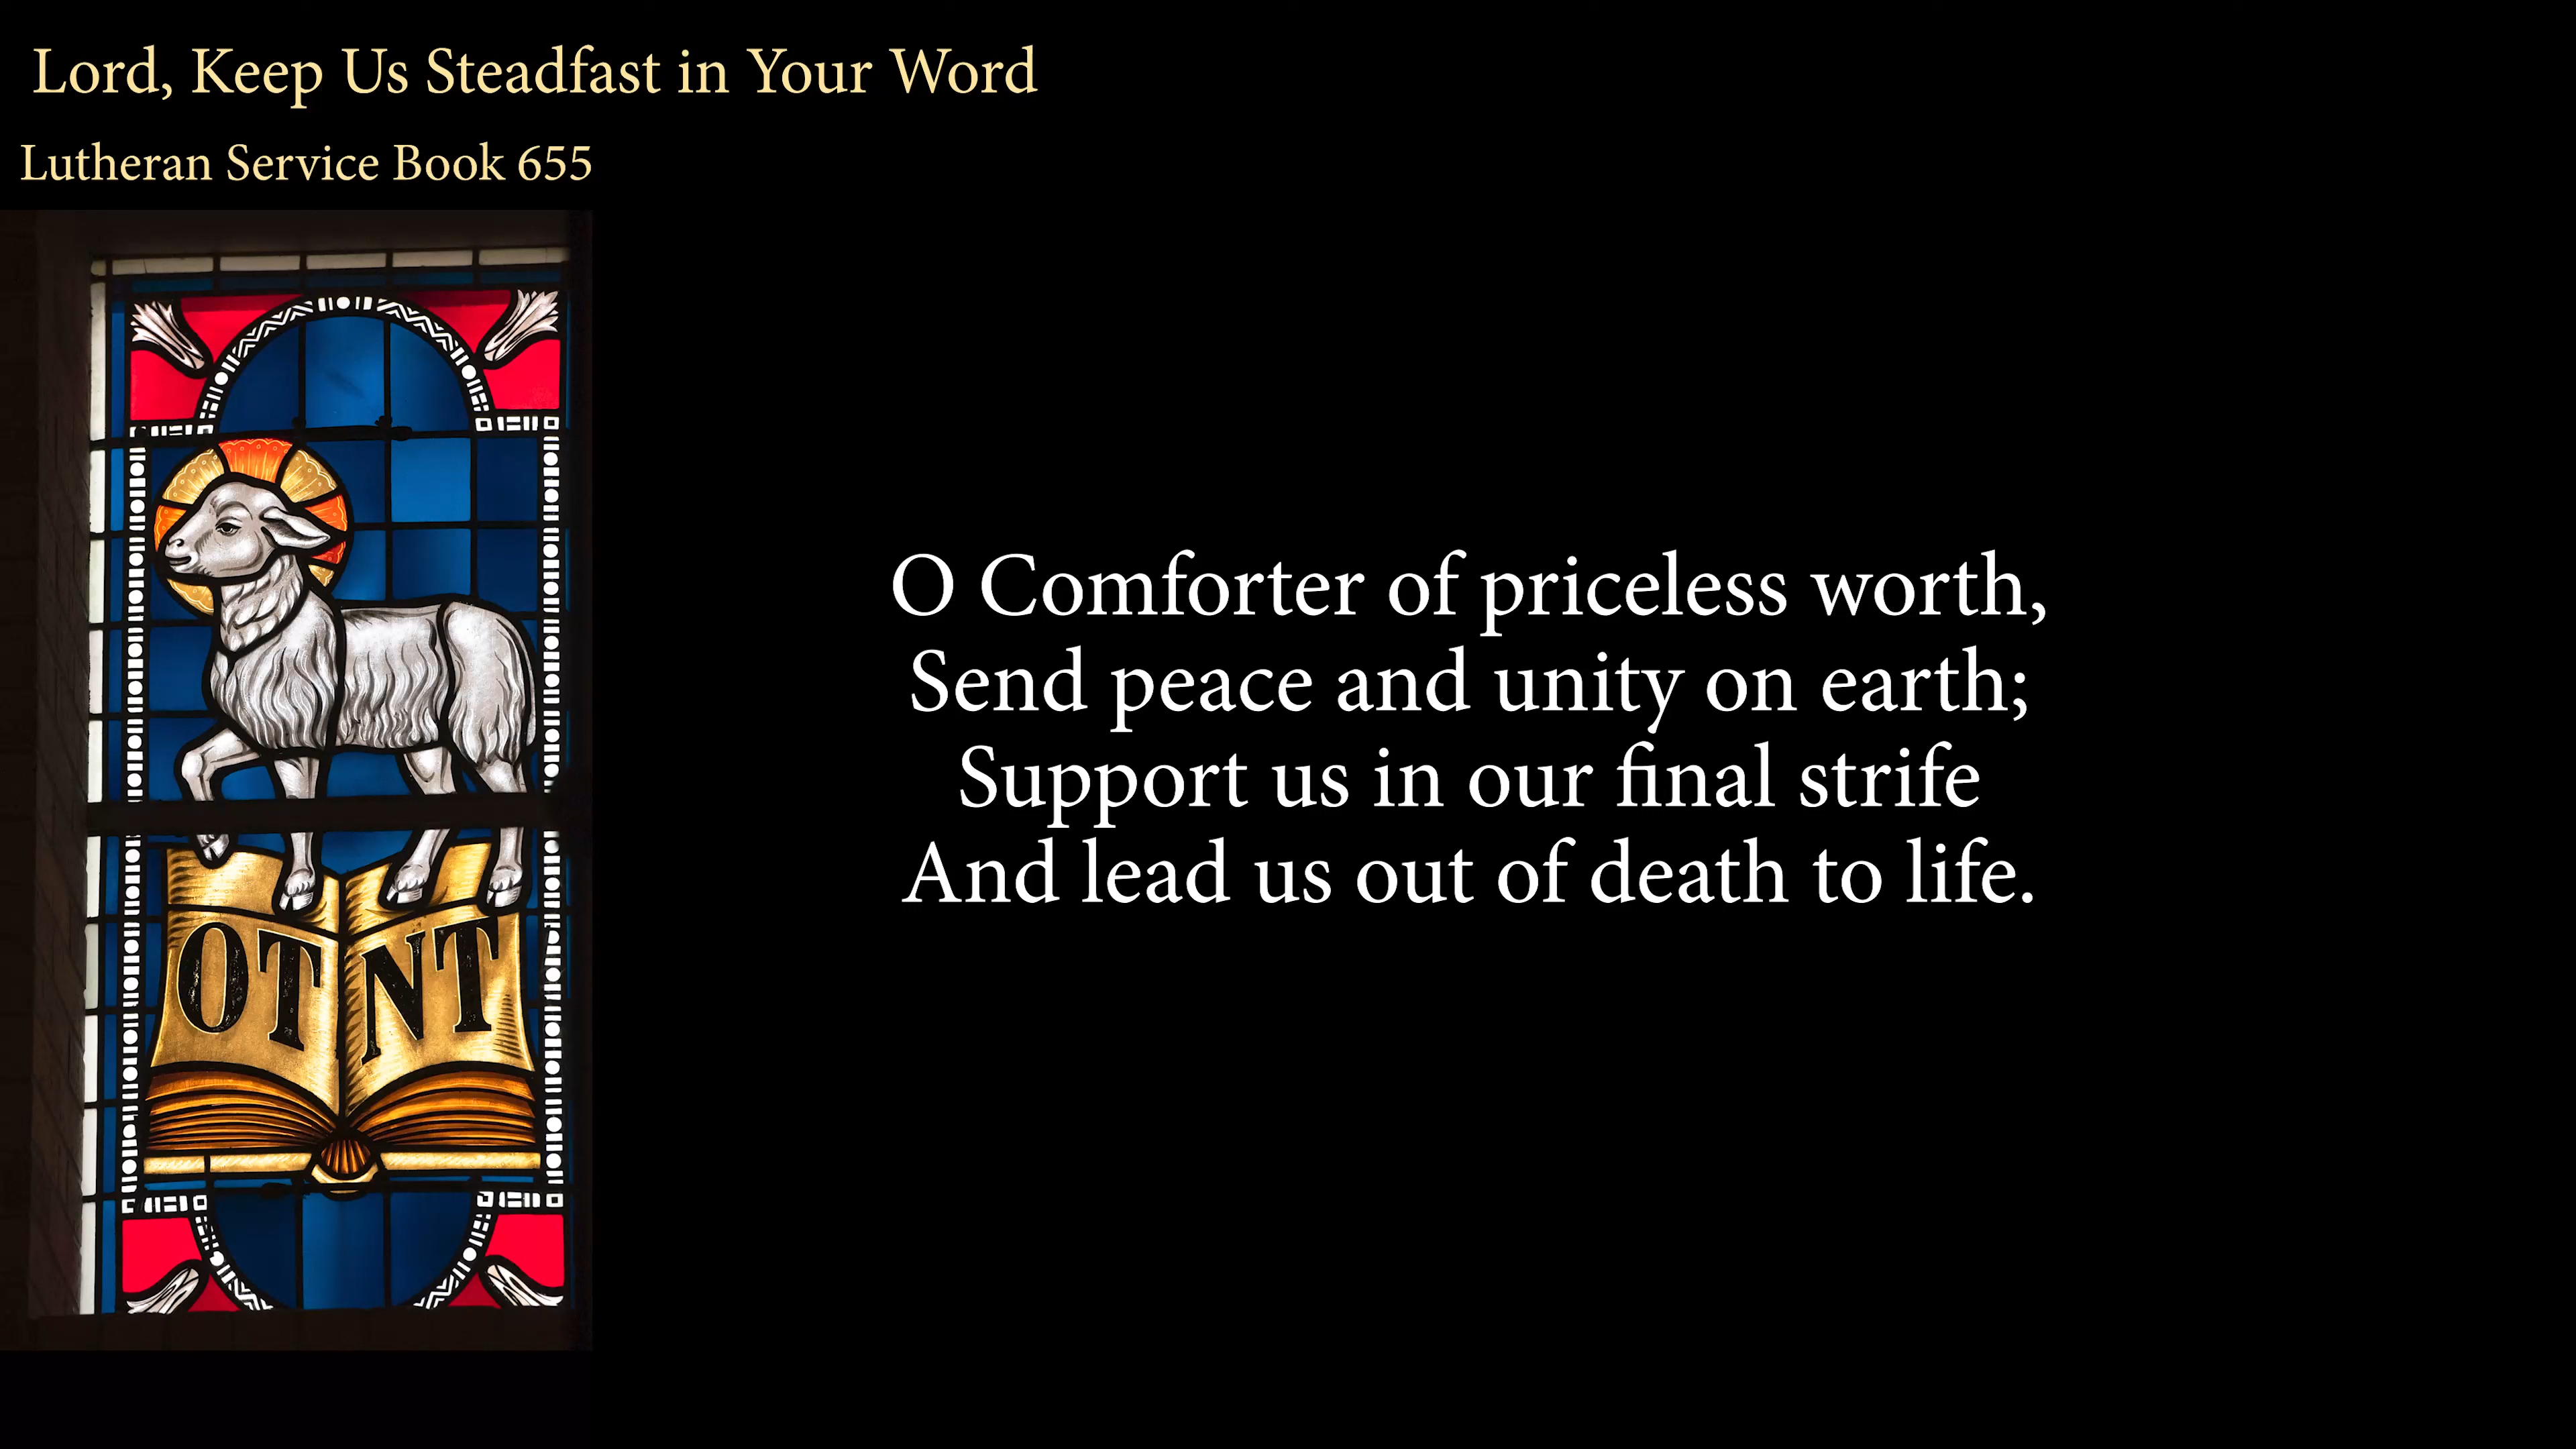 Lord, Keep Us Steadfast in Your Word
Lutheran Service Book 655
O Comforter of priceless worth,
Send peace and unity on earth;
Support us in our final strife
And lead us out of death to life.
OT NT